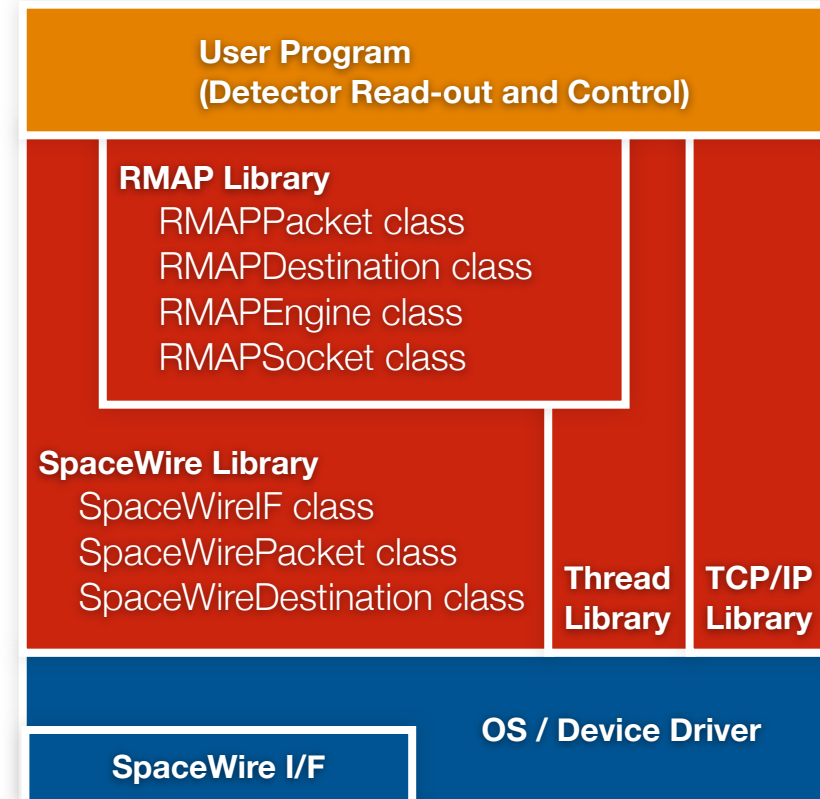 User Program
(Detector Read-out and Control)
RMAP Library
RMAPPacket class
RMAPDestination class
RMAPEngine class
RMAPSocket class
SpaceWire Library
SpaceWireIF class
SpaceWirePacket class
SpaceWireDestination class
Thread
Library
TCP/IP
Library
OS / Device Driver
SpaceWire I/F